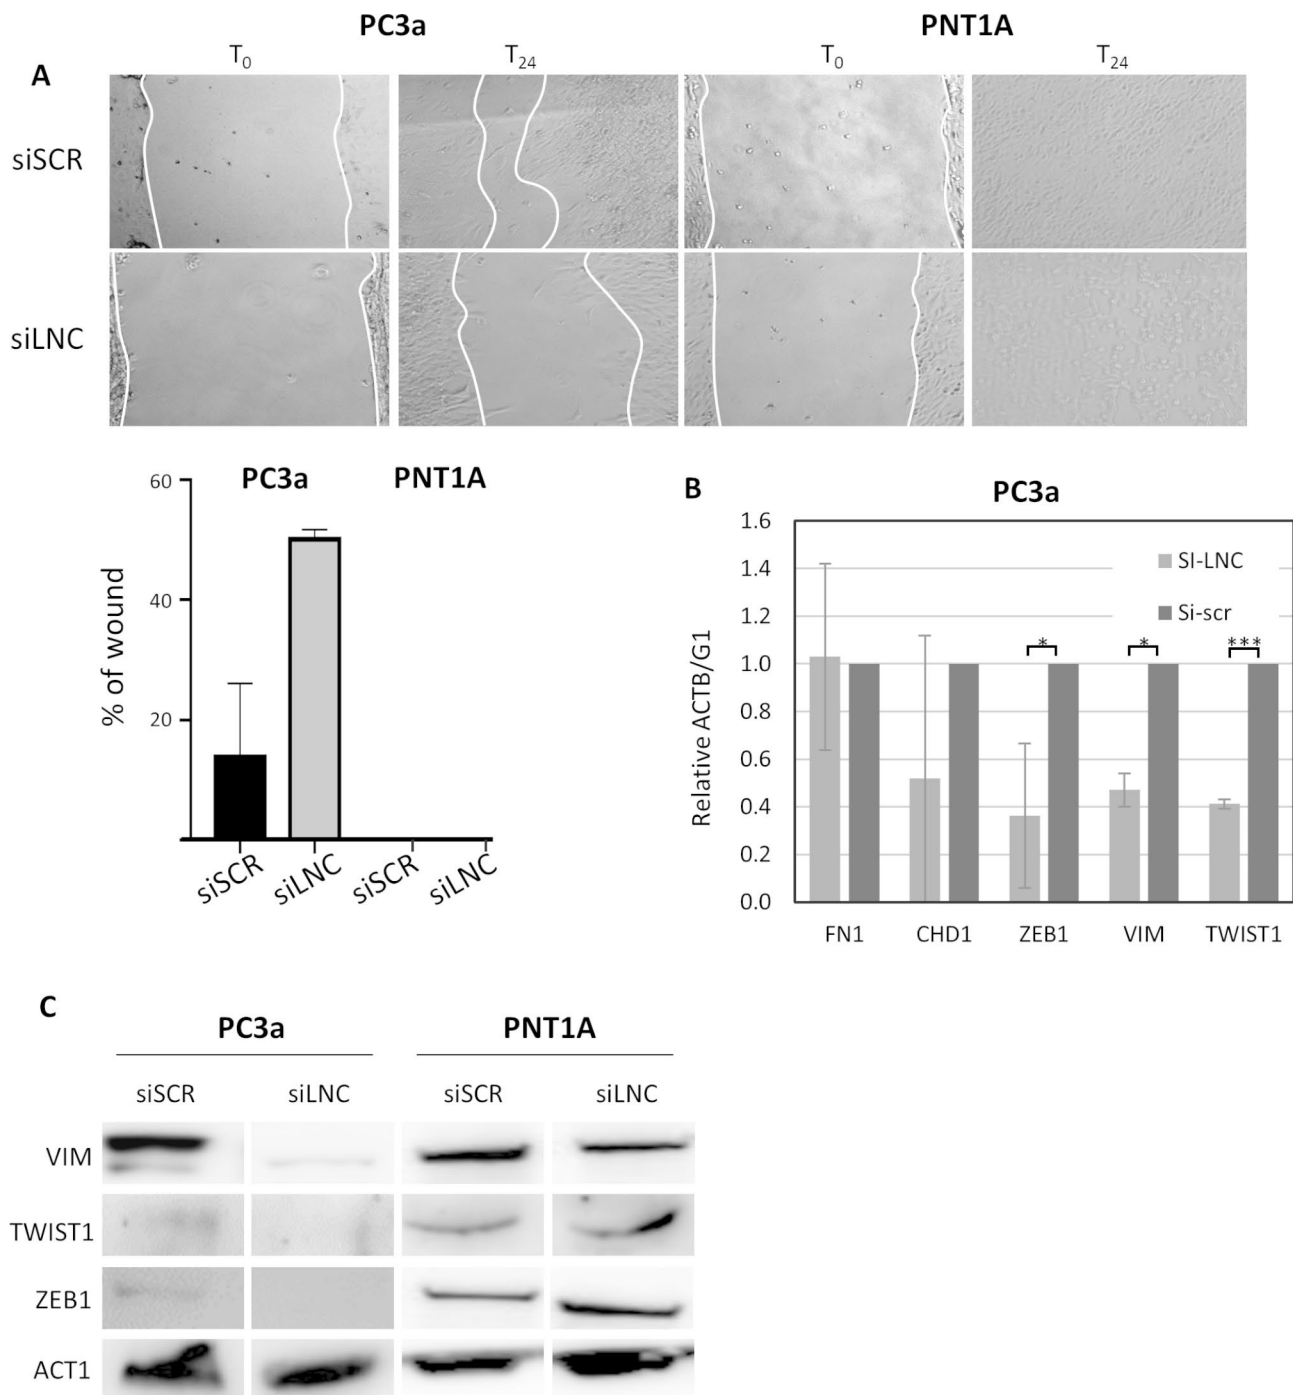 PC3a PNT1A
T0 T24 T0 T24
A
siSCR
siLNC
PC3a PNT1A
60
40
20
% of wound
siSCR siLNC siSCR siLNC
B
PC3a
1.6
1.4
1.2
1.0
0.8
0.6
0.4
0.2
0.0
Relative ACTB/G1
SI-LNC
Si-scr
* * ***
FN1 CHD1 ZEB1 VIM TWIST1
C
PC3a PNT1A
siSCR siLNC siSCR siLNC
VIM
TWIST1
ZEB1
ACT1